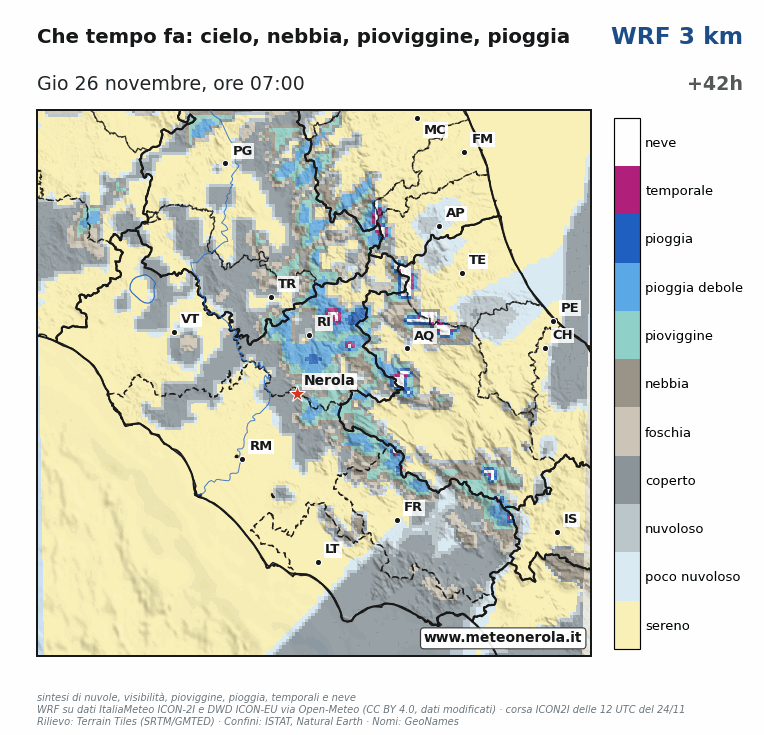 Che tempo fa: cielo, nebbia, pioviggine, pioggia
WRF 3 km
Gio 26 novembre, ore 07:00
+42h
MC
FM
PG
AP
TE
TR
PE
VT
RI
AQ
CH
Nerola
RM
FR
IS
LT
www.meteonerola.it
neve
temporale
pioggia
pioggia debole
pioviggine
nebbia
foschia
coperto
nuvoloso
poco nuvoloso
sereno
sintesi di nuvole, visibilità, pioviggine, pioggia, temporali e neve
WRF su dati ItaliaMeteo ICON-2I e DWD ICON-EU via Open-Meteo (CC BY 4.0, dati modificati) · corsa ICON2I delle 12 UTC del 24/11
Rilievo: Terrain Tiles (SRTM/GMTED) · Confini: ISTAT, Natural Earth · Nomi: GeoNames